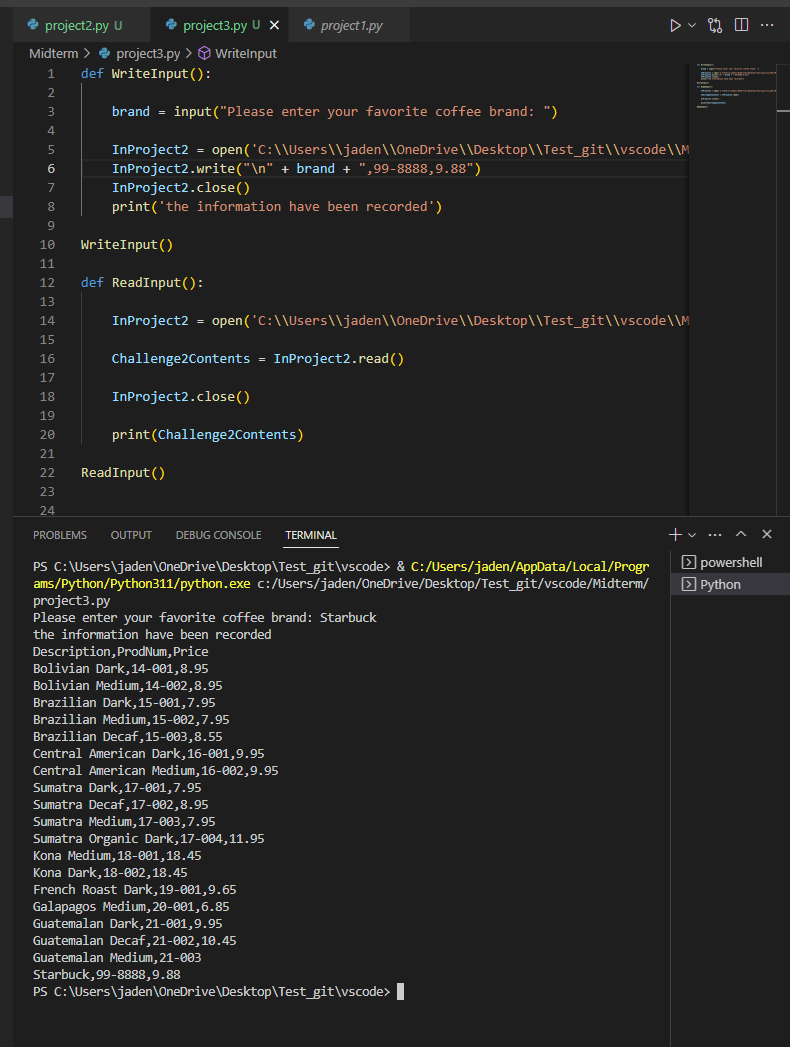 project2.py U project3.py U project1.py
Midterm > project3.py > WriteInput
1 def WriteInput():
2
3 brand = input("Please enter your favorite coffee brand: ")
4
5 InProject2 = open('C:\\Users\\jaden\\OneDrive\\Desktop\\Test_git\\vscode\\M
6 InProject2.write("\n" + brand + ",99-8888,9.88")
7 InProject2.close()
8 print('the information have been recorded')
9
10 WriteInput()
11
12 def ReadInput():
13
14 InProject2 = open('C:\\Users\\jaden\\OneDrive\\Desktop\\Test_git\\vscode\\M
15
16 Challenge2Contents = InProject2.read()
17
18 InProject2.close()
19
20 print(Challenge2Contents)
21
22 ReadInput()
23
24
PROBLEMS OUTPUT DEBUG CONSOLE TERMINAL
powershell
Python
PS C:\Users\jaden\OneDrive\Desktop\Test_git\vscode> & C:/Users/jaden/AppData/Local/Progr
ams/Python/Python311/python.exe c:/Users/jaden/OneDrive/Desktop/Test_git/vscode/Midterm/
project3.py
Please enter your favorite coffee brand: Starbuck
the information have been recorded
Description,ProdNum,Price
Bolivian Dark,14-001,8.95
Bolivian Medium,14-002,8.95
Brazilian Dark,15-001,7.95
Brazilian Medium,15-002,7.95
Brazilian Decaf,15-003,8.55
Central American Dark,16-001,9.95
Central American Medium,16-002,9.95
Sumatra Dark,17-001,7.95
Sumatra Decaf,17-002,8.95
Sumatra Medium,17-003,7.95
Sumatra Organic Dark,17-004,11.95
Kona Medium,18-001,18.45
Kona Dark,18-002,18.45
French Roast Dark,19-001,9.65
Galapagos Medium,20-001,6.85
Guatemalan Dark,21-001,9.95
Guatemalan Decaf,21-002,10.45
Guatemalan Medium,21-003
Starbuck,99-8888,9.88
PS C:\Users\jaden\OneDrive\Desktop\Test_git\vscode>